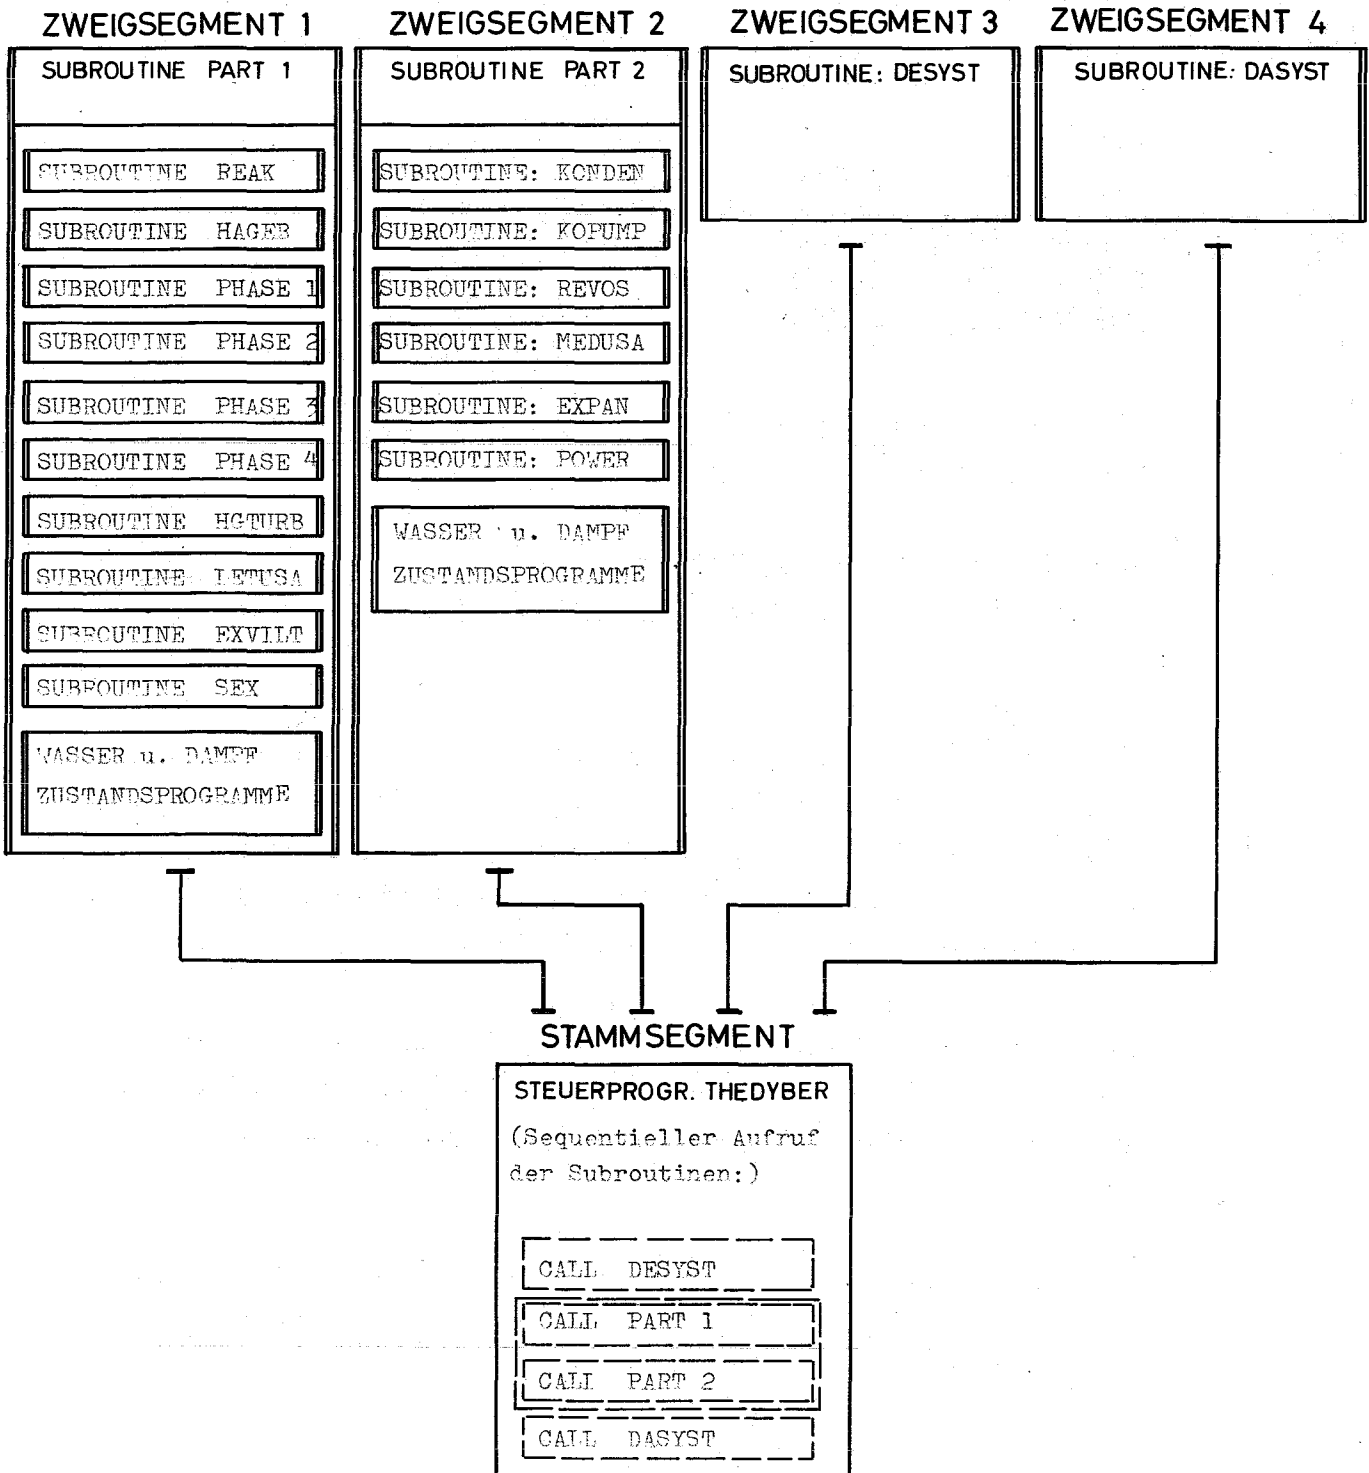 ZWEIGSEGMENT 1
SUBROUTINE PART 1
SUBROUTINE REAK
SUBROUTINE HAGEB
SUBROUTINE PHASE 1
SUBROUTINE PHASE 2
SUBROUTINE PHASE 3
SUBROUTINE PHASE 4
SUBROUTINE HGTURB
SUBROUTINE LETUSA
SUBROUTINE EXVILT
SUBROUTINE SEX
WASSER u. DAMPF
ZUSTANDSPROGRAMME
ZWEIGSEGMENT 2
SUBROUTINE PART 2
SUBROUTINE: KONDEN
SUBROUTINE: KOPUMP
SUBROUTINE: REVOS
SUBROUTINE: MEDUSA
SUBROUTINE: EXPAN
SUBROUTINE: POWER
WASSER u. DAMPF
ZUSTANDSPROGRAMME
ZWEIGSEGMENT 3
SUBROUTINE: DESYST
ZWEIGSEGMENT 4
SUBROUTINE: DASYST
STAMMSEGMENT
STEUERPROGR. THEDYBER
(Sequentieller Aufruf
der Subroutinen:)
CALL DESYST
CALL PART 1
CALL PART 2
CALL DASYST